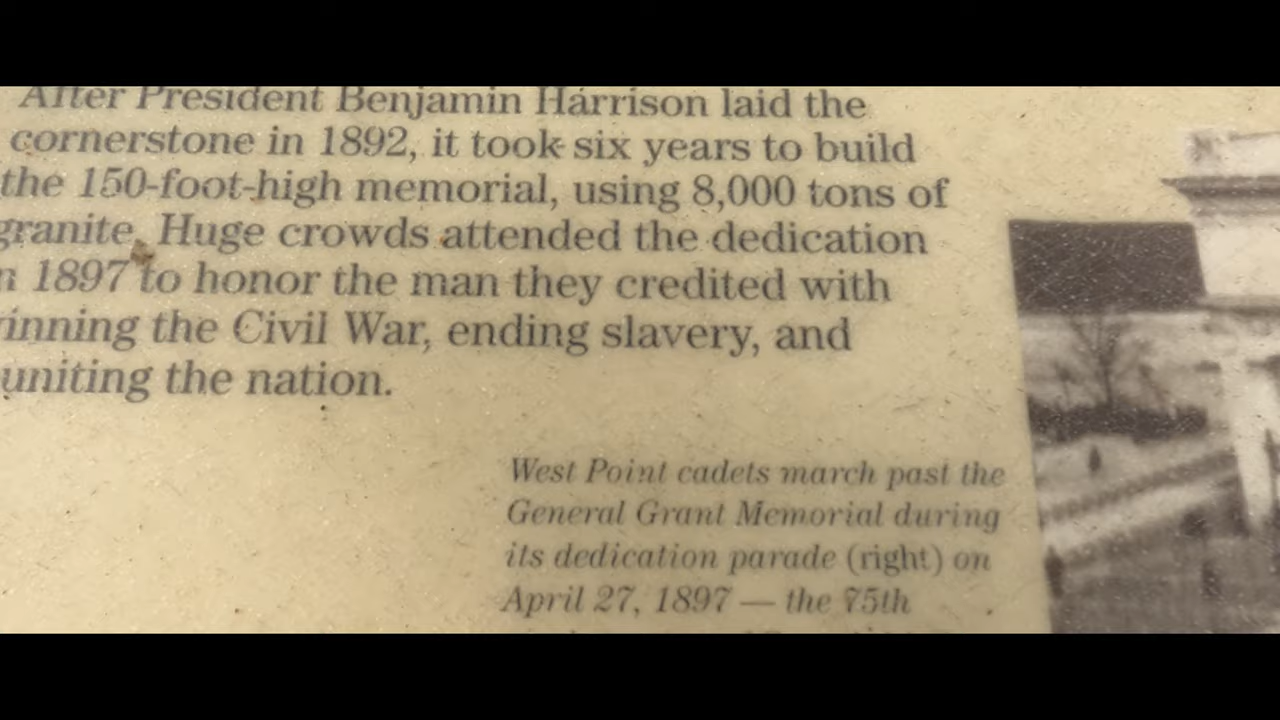 After President Benjamin Harrison laid the
cornerstone in 1892, it took six years to build
the 150-foot-high memorial, using 8,000 tons of
granite. Huge crowds attended the dedication
n 1897 to honor the man they credited with
inning the Civil War, ending slavery, and
uniting the nation.
West Point cadets march past the
General Grant Memorial during
its dedication parade (right) on
April 27, 1897 — the 75th